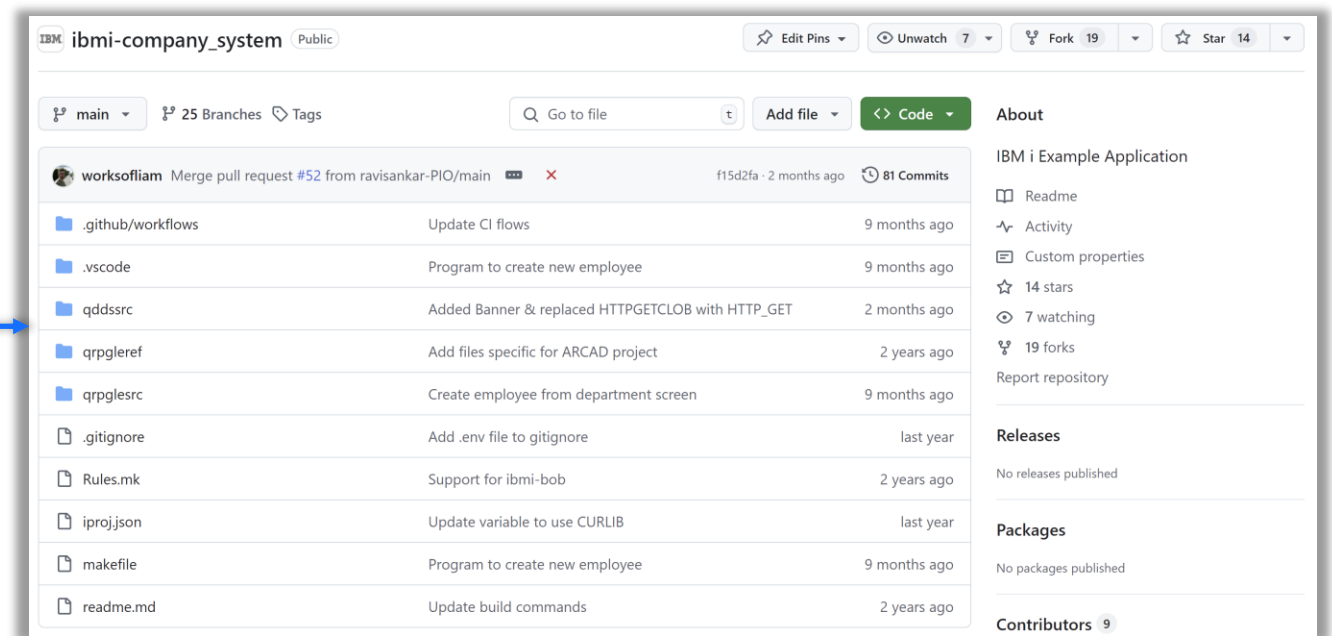 IBM ibmi-company_system Public
Edit Pins Unwatch 7 Fork 19 Star 14
main 25 Branches Tags Go to file t Add file <> Code
worksofliam Merge pull request #52 from ravisankar-PIO/main f15d2fa · 2 months ago 81 Commits
.github/workflows Update CI flows 9 months ago
.vscode Program to create new employee 9 months ago
qddssrc Added Banner & replaced HTTPGETCLOB with HTTP_GET 2 months ago
qrpgleref Add files specific for ARCAD project 2 years ago
qrpglesrc Create employee from department screen 9 months ago
.gitignore Add .env file to gitignore last year
Rules.mk Support for ibmi-bob 2 years ago
iproj.json Update variable to use CURLIB last year
makefile Program to create new employee 9 months ago
readme.md Update build commands 2 years ago
About
IBM i Example Application
Readme
Activity
Custom properties
14 stars
7 watching
19 forks
Report repository
Releases
No releases published
Packages
No packages published
Contributors 9